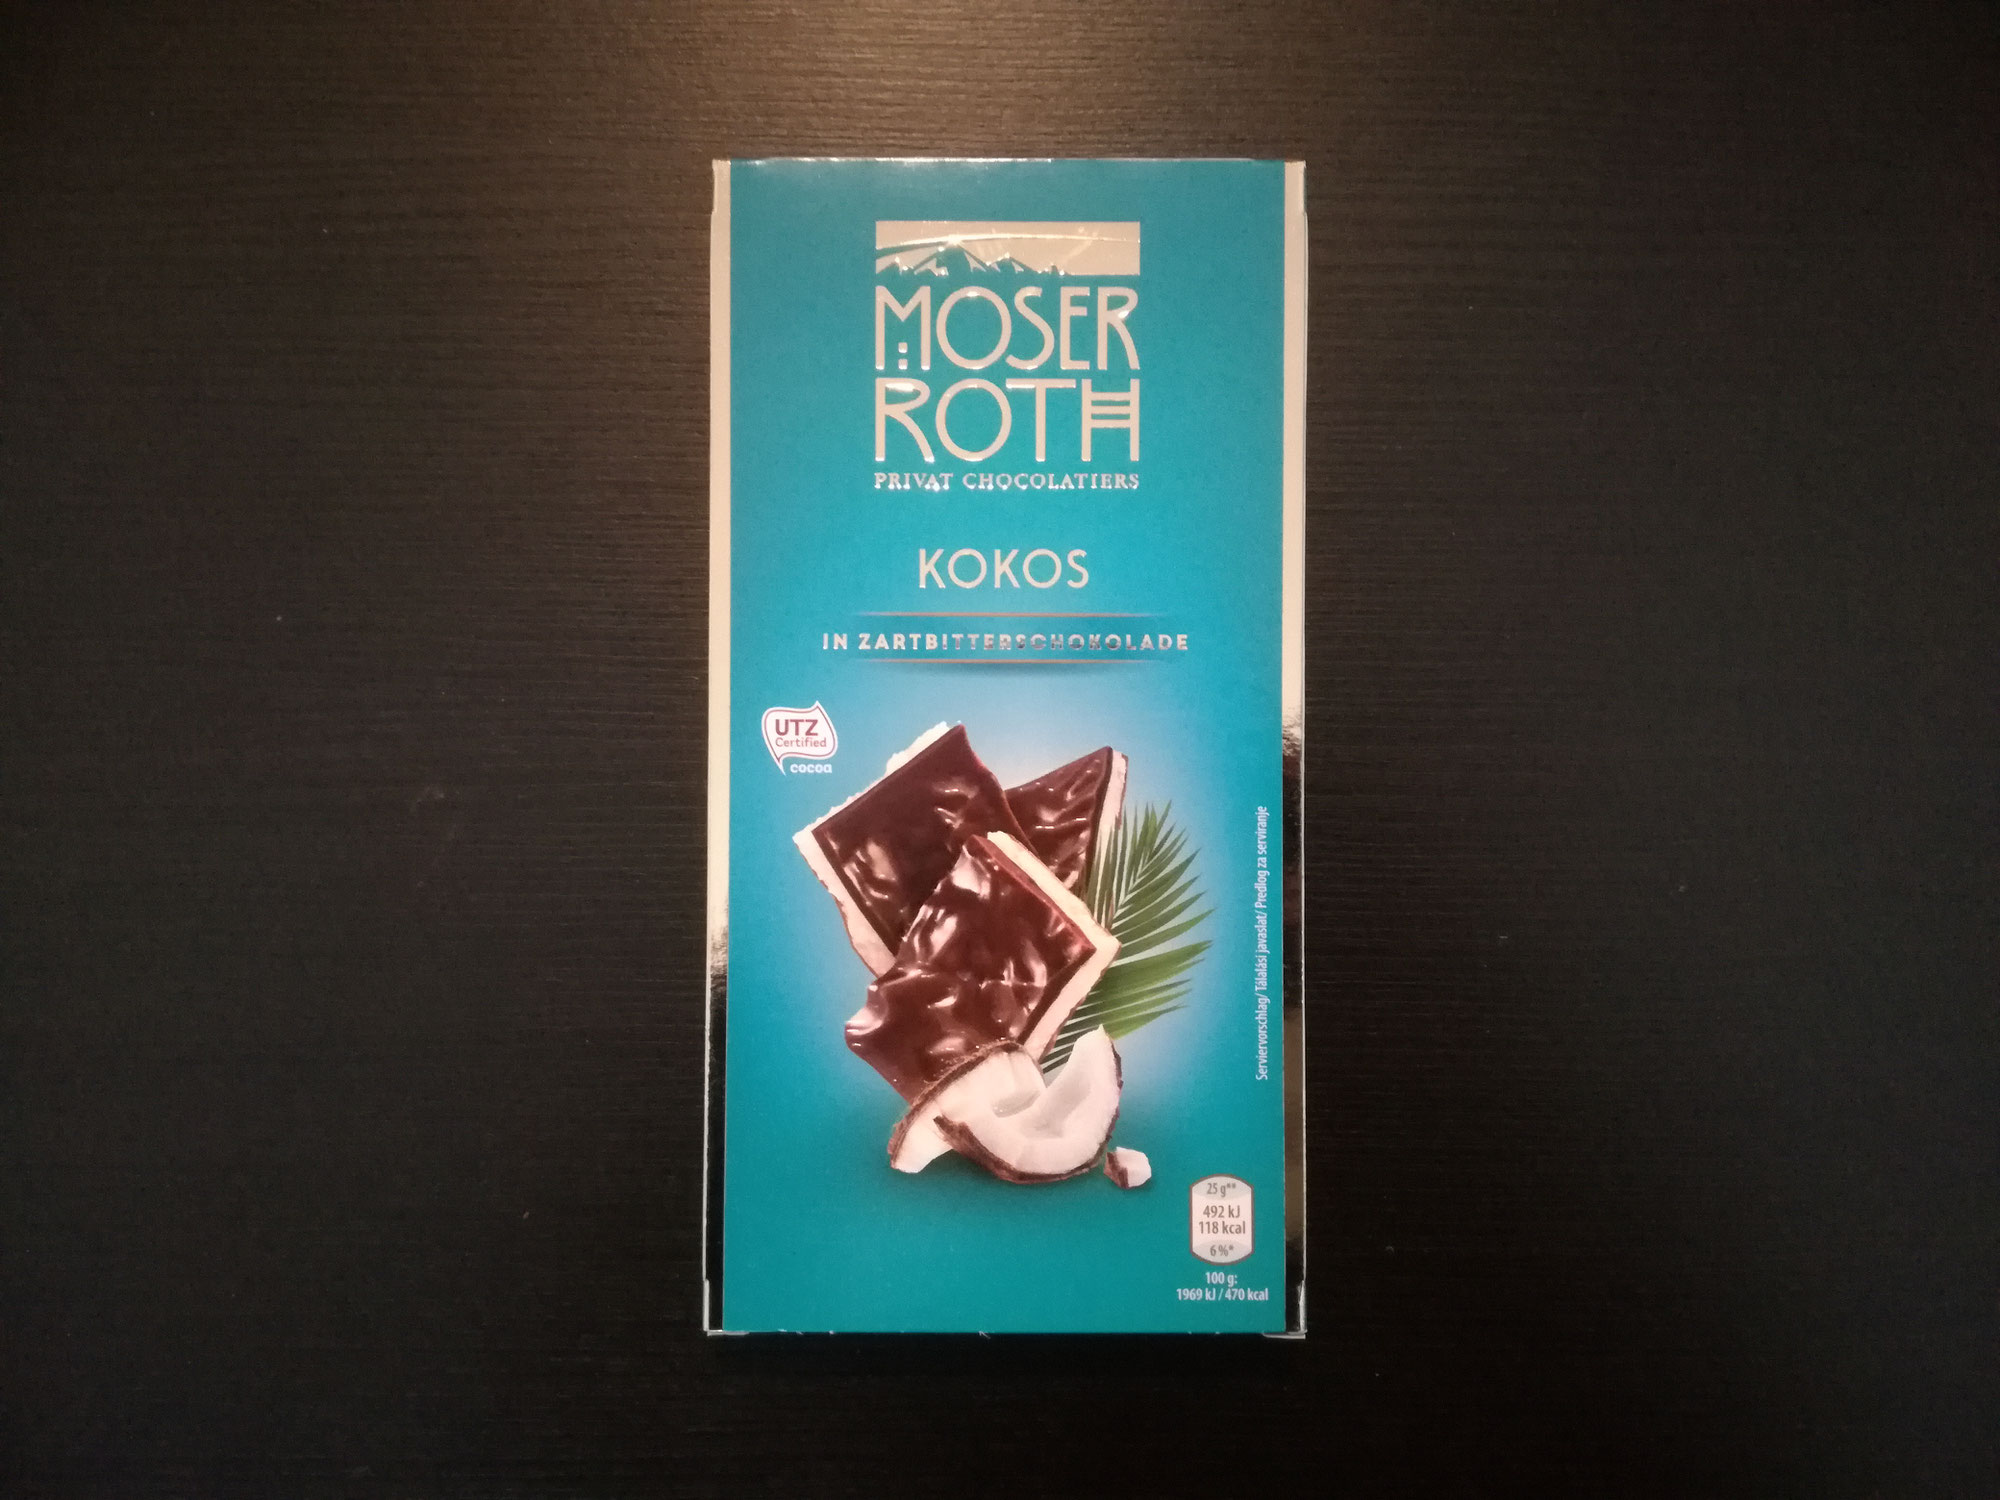 MOSER
ROTH
PRIVAT CHOCOLATIERS
KOKOS
IN ZARTBITTERSCHOKOLADE
UTZ
Certified
cocoa
Serviervorschlag/ Tálalási javaslat/ Predlog za serviranje
25 g**
492 kJ
118 kcal
6 %*
100 g:
1969 kJ / 470 kcal